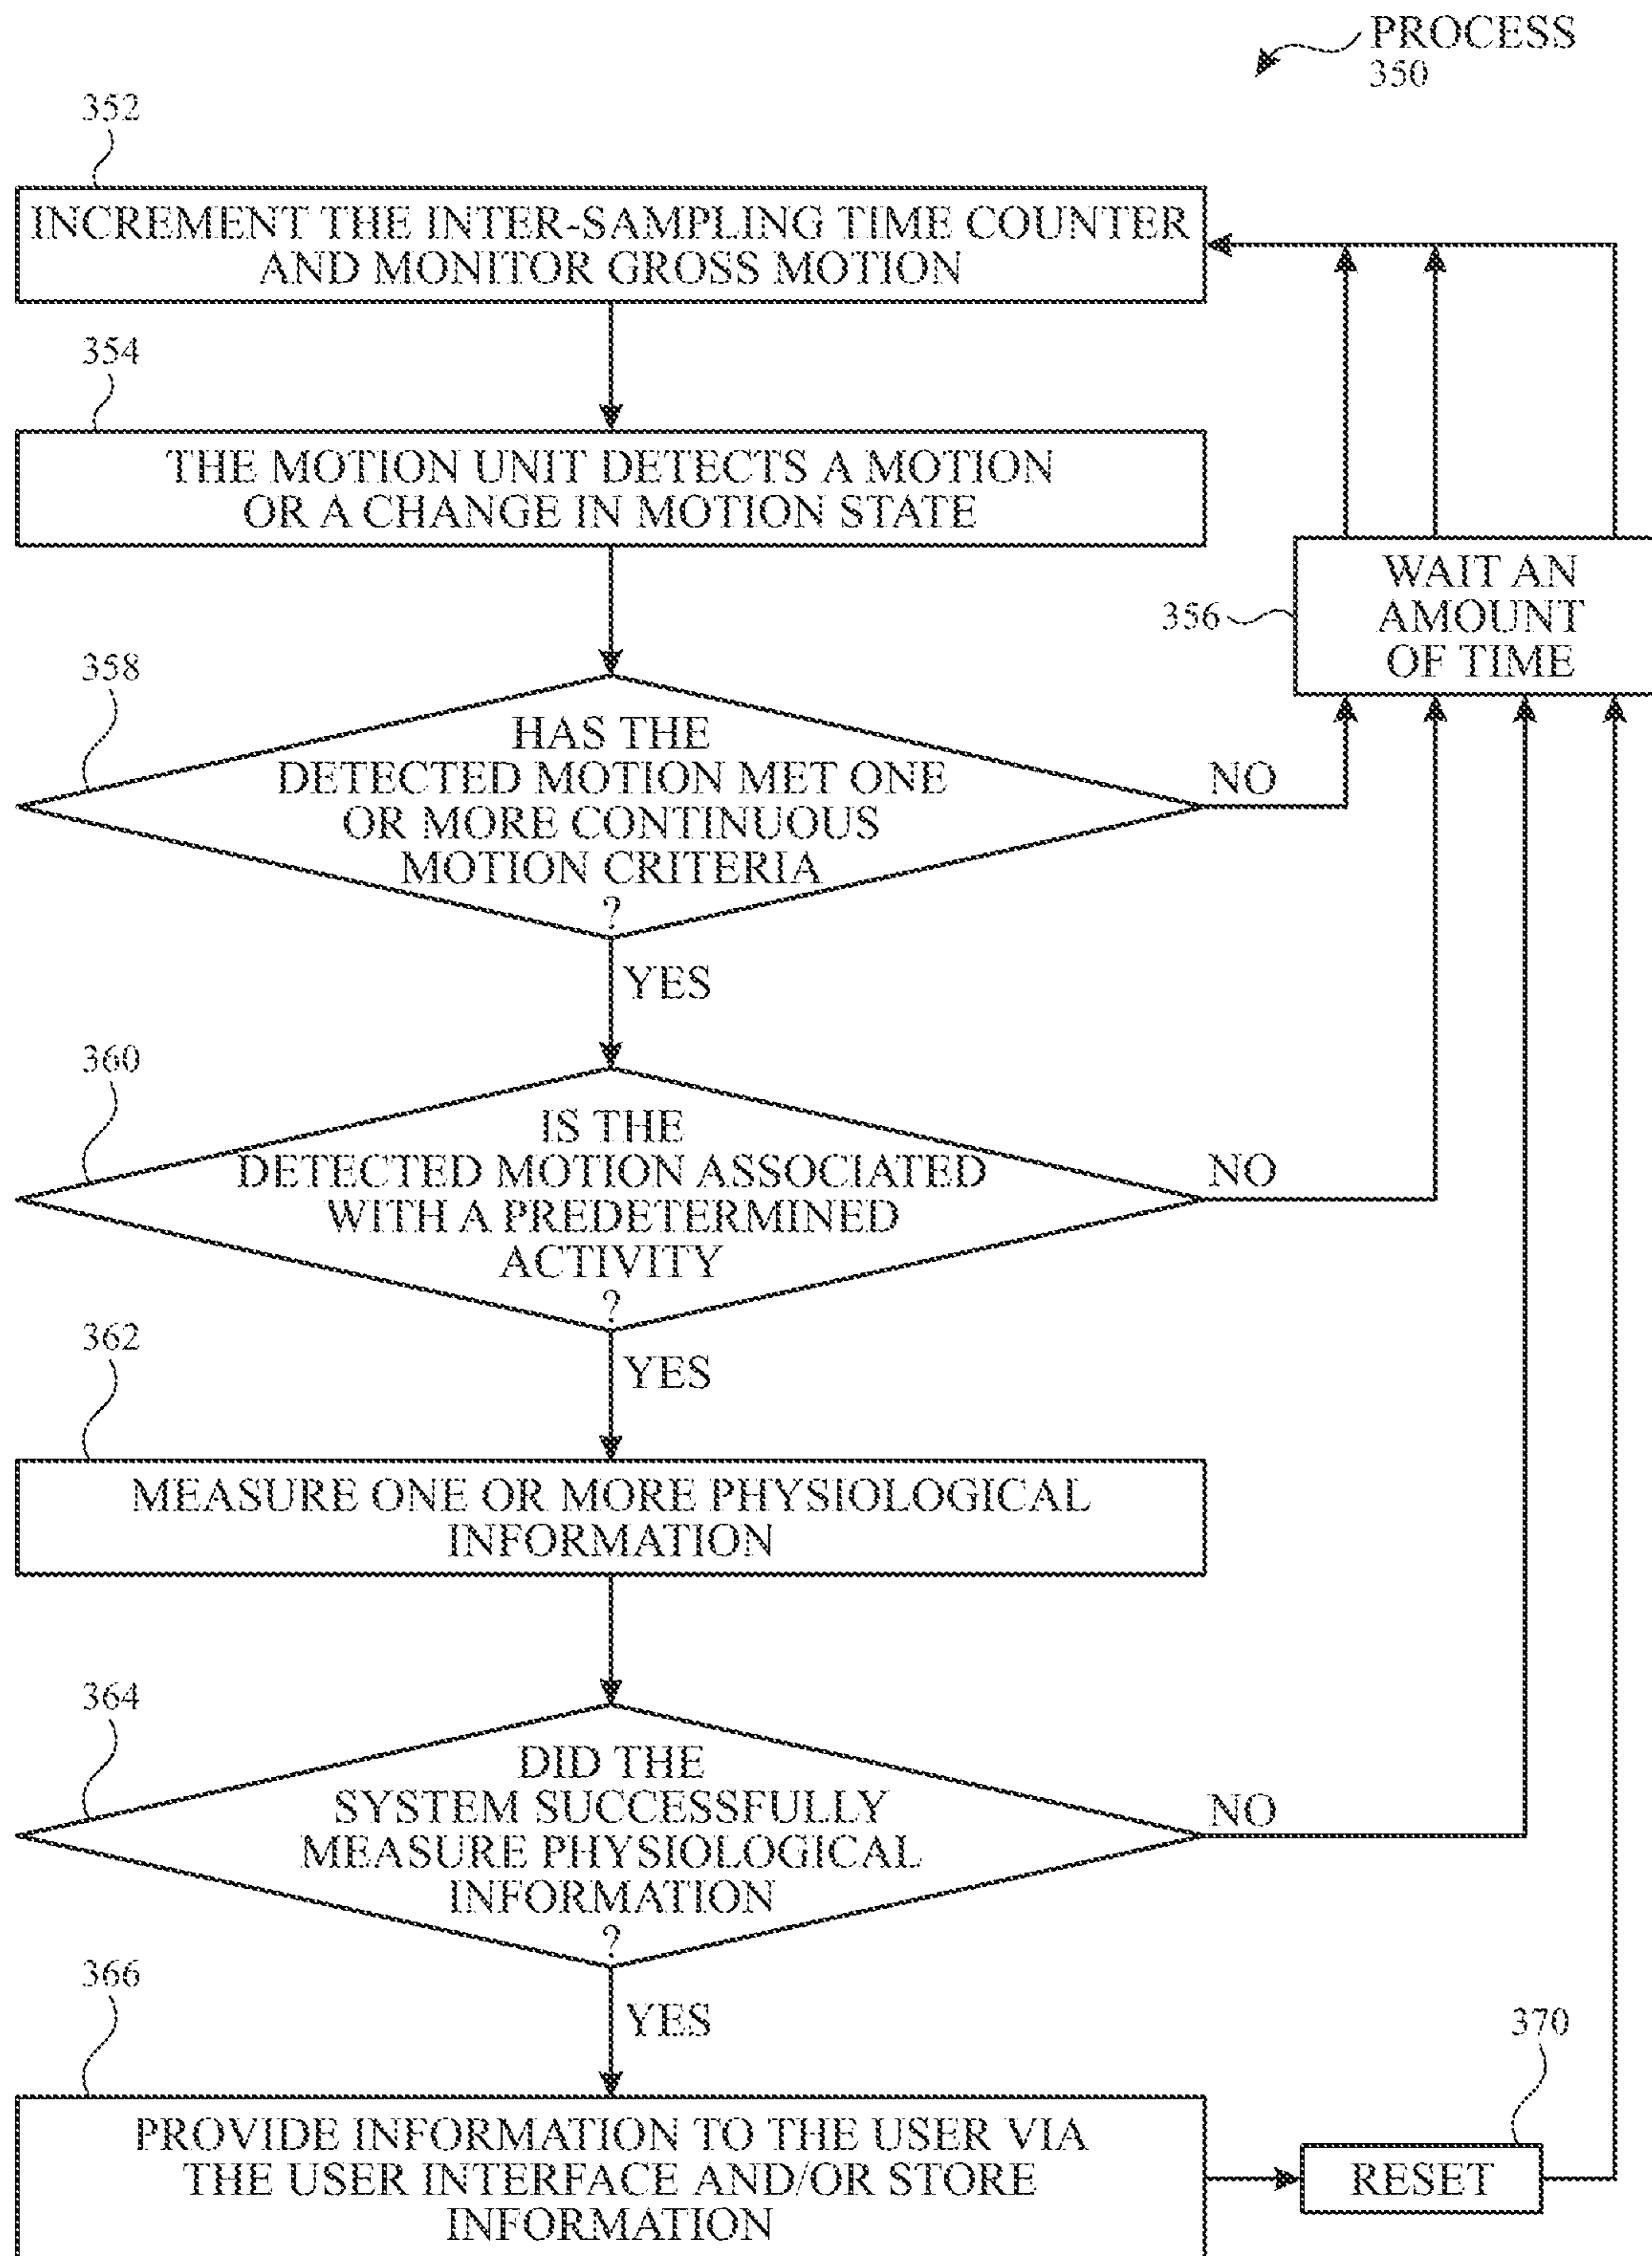 PROCESS
350
352
INCREMENT THE INTER-SAMPLING TIME COUNTER
AND MONITOR GROSS MOTION
354
THE MOTION UNIT DETECTS A MOTION
OR A CHANGE IN MOTION STATE
356
WAIT AN
AMOUNT
OF TIME
358
HAS THE
DETECTED MOTION MET ONE
OR MORE CONTINUOUS
MOTION CRITERIA
?
NO
YES
360
IS THE
DETECTED MOTION ASSOCIATED
WITH A PREDETERMINED
ACTIVITY
?
NO
YES
362
MEASURE ONE OR MORE PHYSIOLOGICAL
INFORMATION
364
DID THE
SYSTEM SUCCESSFULLY
MEASURE PHYSIOLOGICAL
INFORMATION
?
NO
YES
366
PROVIDE INFORMATION TO THE USER VIA
THE USER INTERFACE AND/OR STORE
INFORMATION
370
RESET